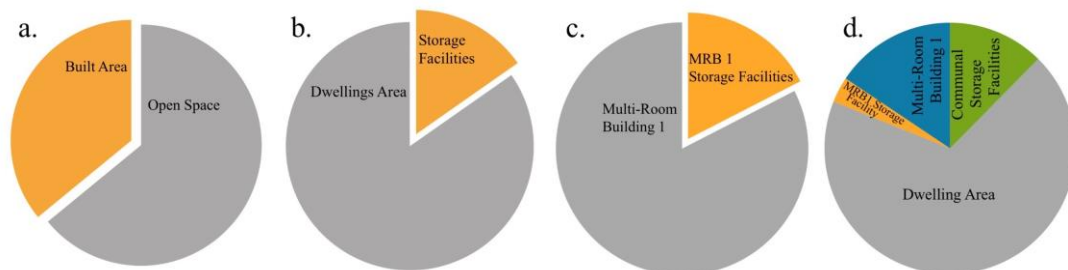 a.
Built Area
Open Space
b.
Dwellings Area
Storage
Facilities
c.
Multi-Room
Building 1
MRB 1
Storage Facilities
d.
MRB1 Storage
Facility
Multi-Room
Building 1
Communal
Storage
Facilities
Dwelling Area